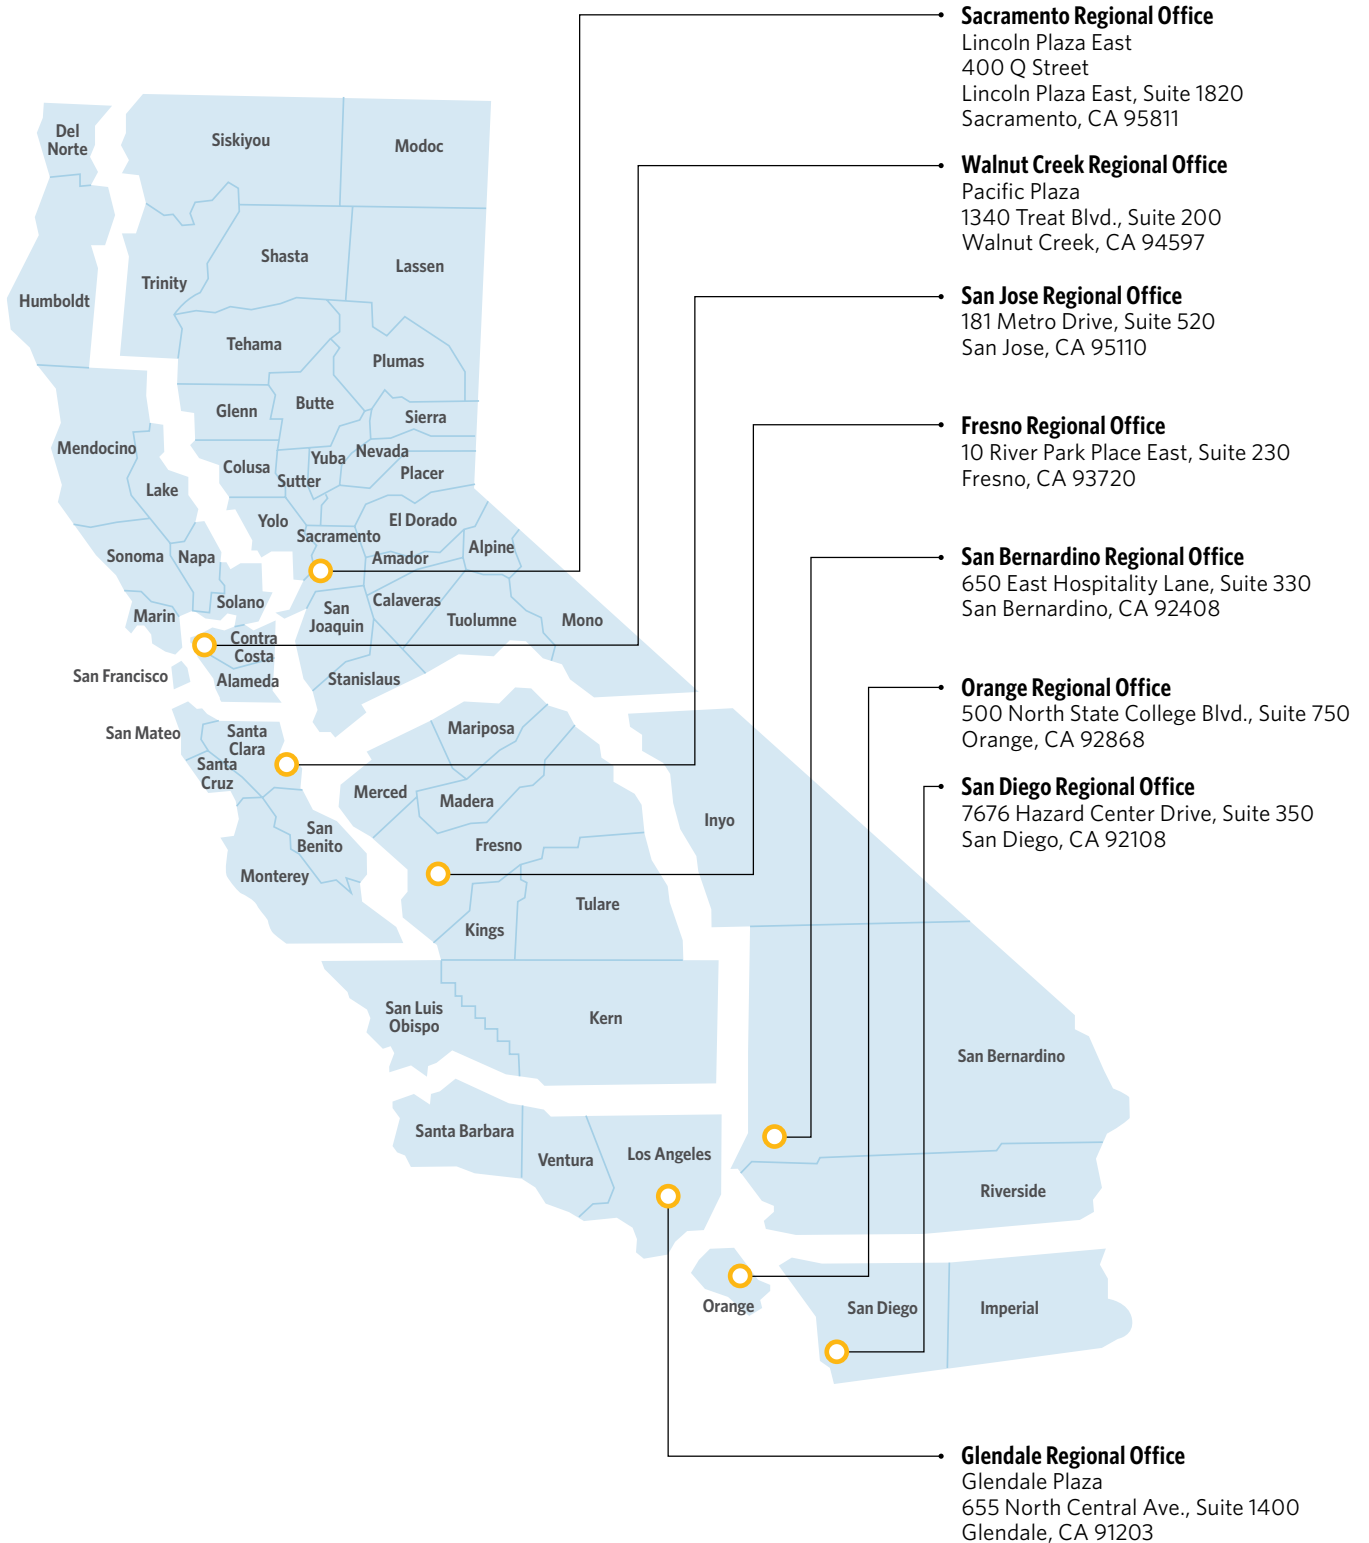 Sacramento Regional Office
Lincoln Plaza East
400 Q Street
Lincoln Plaza East, Suite 1820
Sacramento, CA 95811
Walnut Creek Regional Office
Pacific Plaza
1340 Treat Blvd., Suite 200
Walnut Creek, CA 94597
San Jose Regional Office
181 Metro Drive, Suite 520
San Jose, CA 95110
Fresno Regional Office
10 River Park Place East, Suite 230
Fresno, CA 93720
San Bernardino Regional Office
650 East Hospitality Lane, Suite 330
San Bernardino, CA 92408
Orange Regional Office
500 North State College Blvd., Suite 750
Orange, CA 92868
San Diego Regional Office
7676 Hazard Center Drive, Suite 350
San Diego, CA 92108
Glendale Regional Office
Glendale Plaza
655 North Central Ave., Suite 1400
Glendale, CA 91203
Del
Norte
Siskiyou
Modoc
Humboldt
Trinity
Shasta
Lassen
Tehama
Plumas
Glenn
Butte
Sierra
Mendocino
Colusa
Sutter
Yuba
Nevada
Placer
Lake
Yolo
Sacramento
El Dorado
Sonoma
Napa
Amador
Alpine
Marin
Solano
San
Joaquin
Calaveras
Tuolumne
Mono
Contra
Costa
San Francisco
Alameda
Stanislaus
San Mateo
Santa
Clara
Santa
Cruz
Mariposa
Merced
Madera
Inyo
San
Benito
Fresno
Monterey
Kings
Tulare
San Luis
Obispo
Kern
San Bernardino
Santa Barbara
Ventura
Los Angeles
Riverside
Orange
San Diego
Imperial